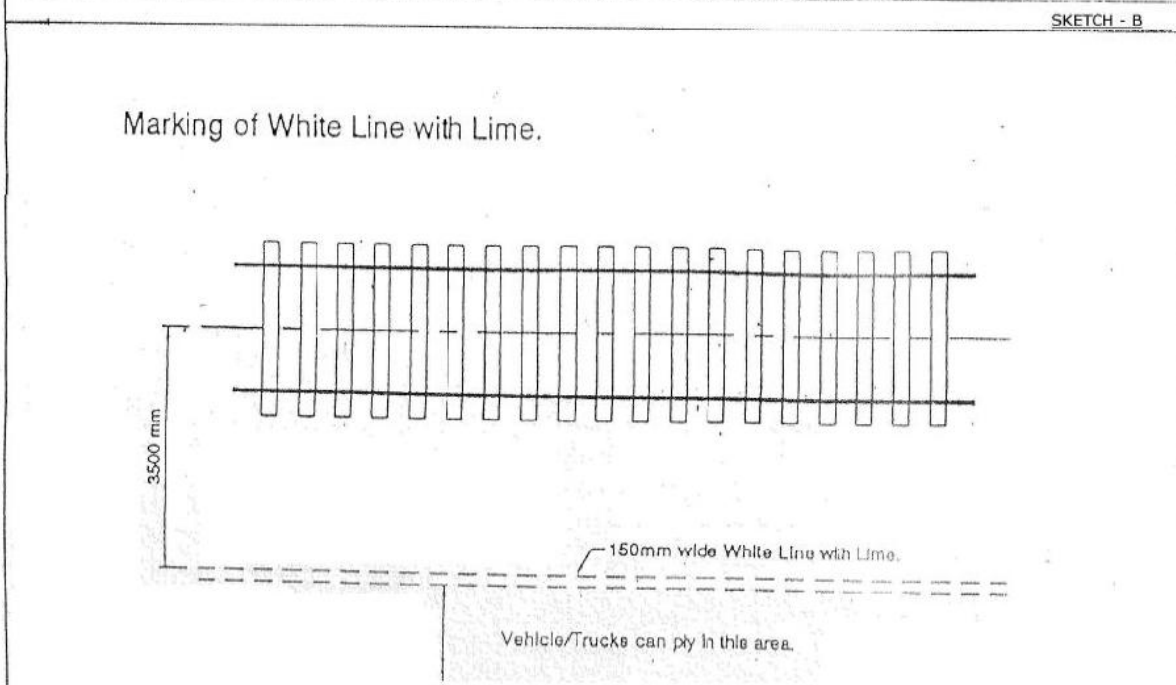 SKETCH - B
Marking of White Line with Lime.
3500 mm
150mm wide White Line with Lime.
Vehicle/Trucks can ply in this area.